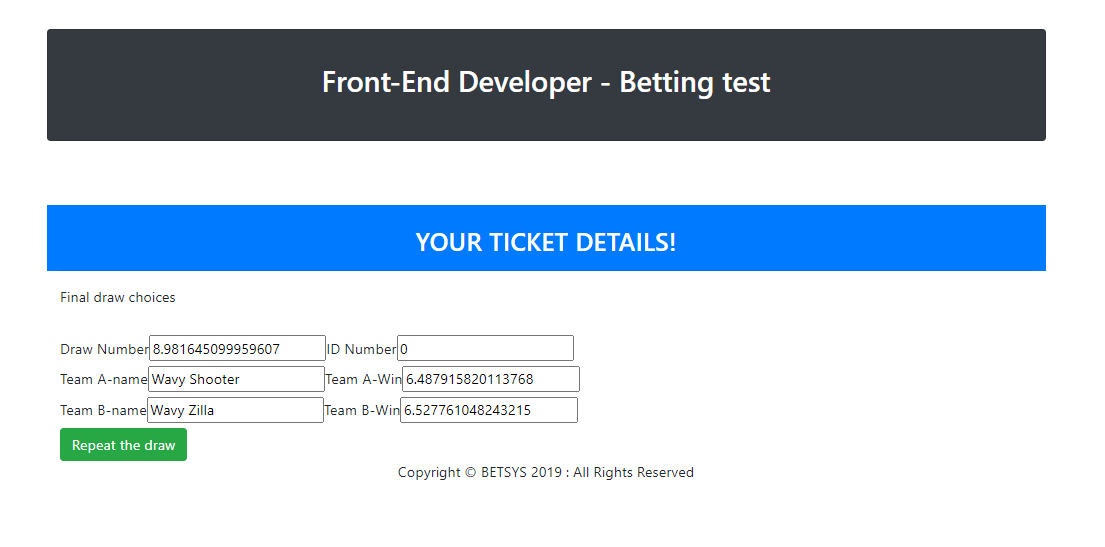 Front-End Developer - Betting test
YOUR TICKET DETAILS!
Final draw choices
Draw Number 8.981645099959607 ID Number 0
Team A-name Wavy Shooter Team A-Win 6.487915820113768
Team B-name Wavy Zilla Team B-Win 6.527761048243215
Repeat the draw
Copyright © BETSYS 2019 : All Rights Reserved